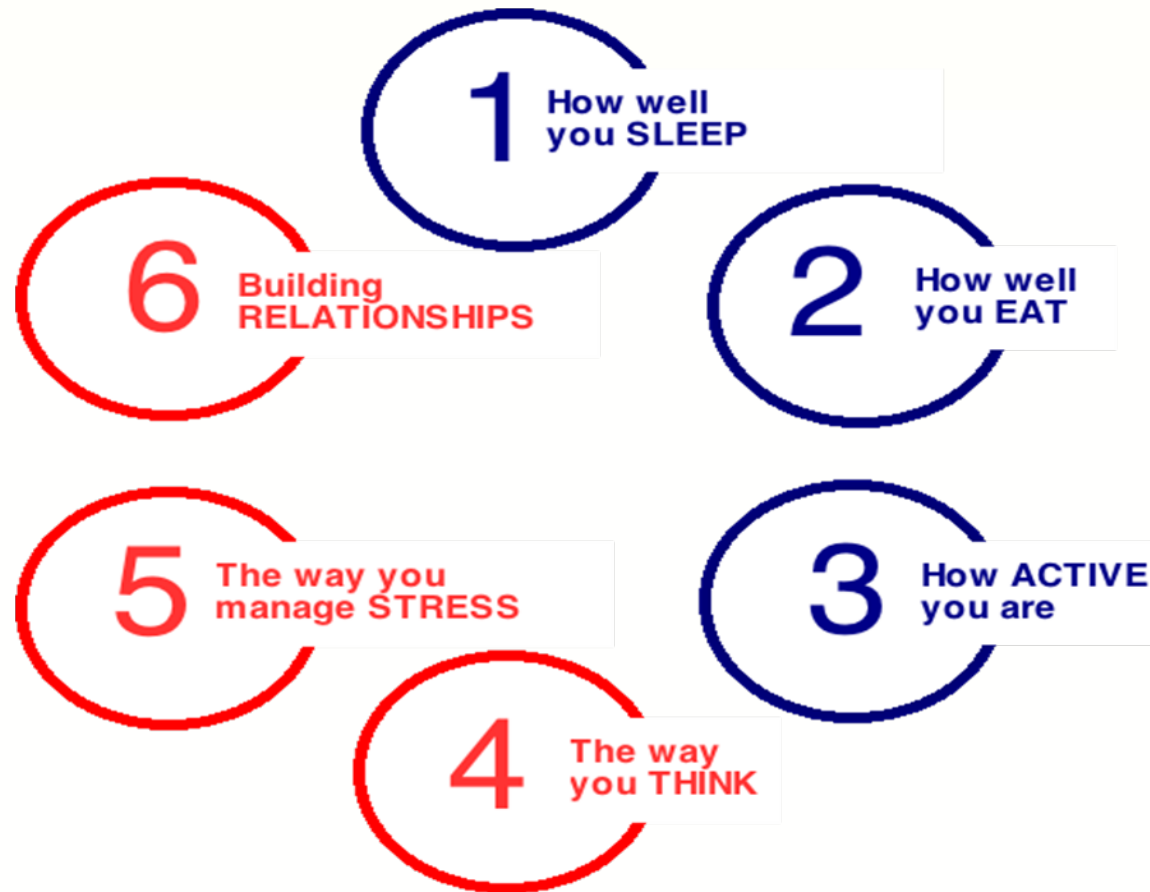 1
How well
you SLEEP
2
How well
you EAT
3
How ACTIVE
you are
4
The way
you THINK
5
The way you
manage STRESS
6
Building
RELATIONSHIPS